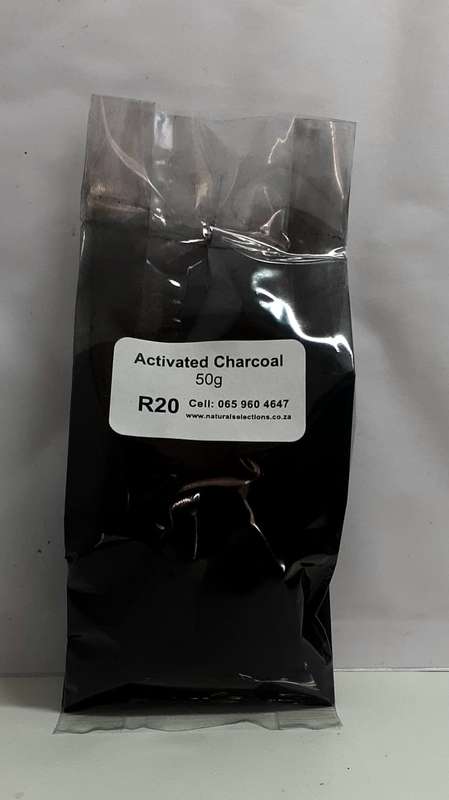 Activated Charcoal
50g
R20 Cell: 065 960 4647
www.naturalselections.co.za